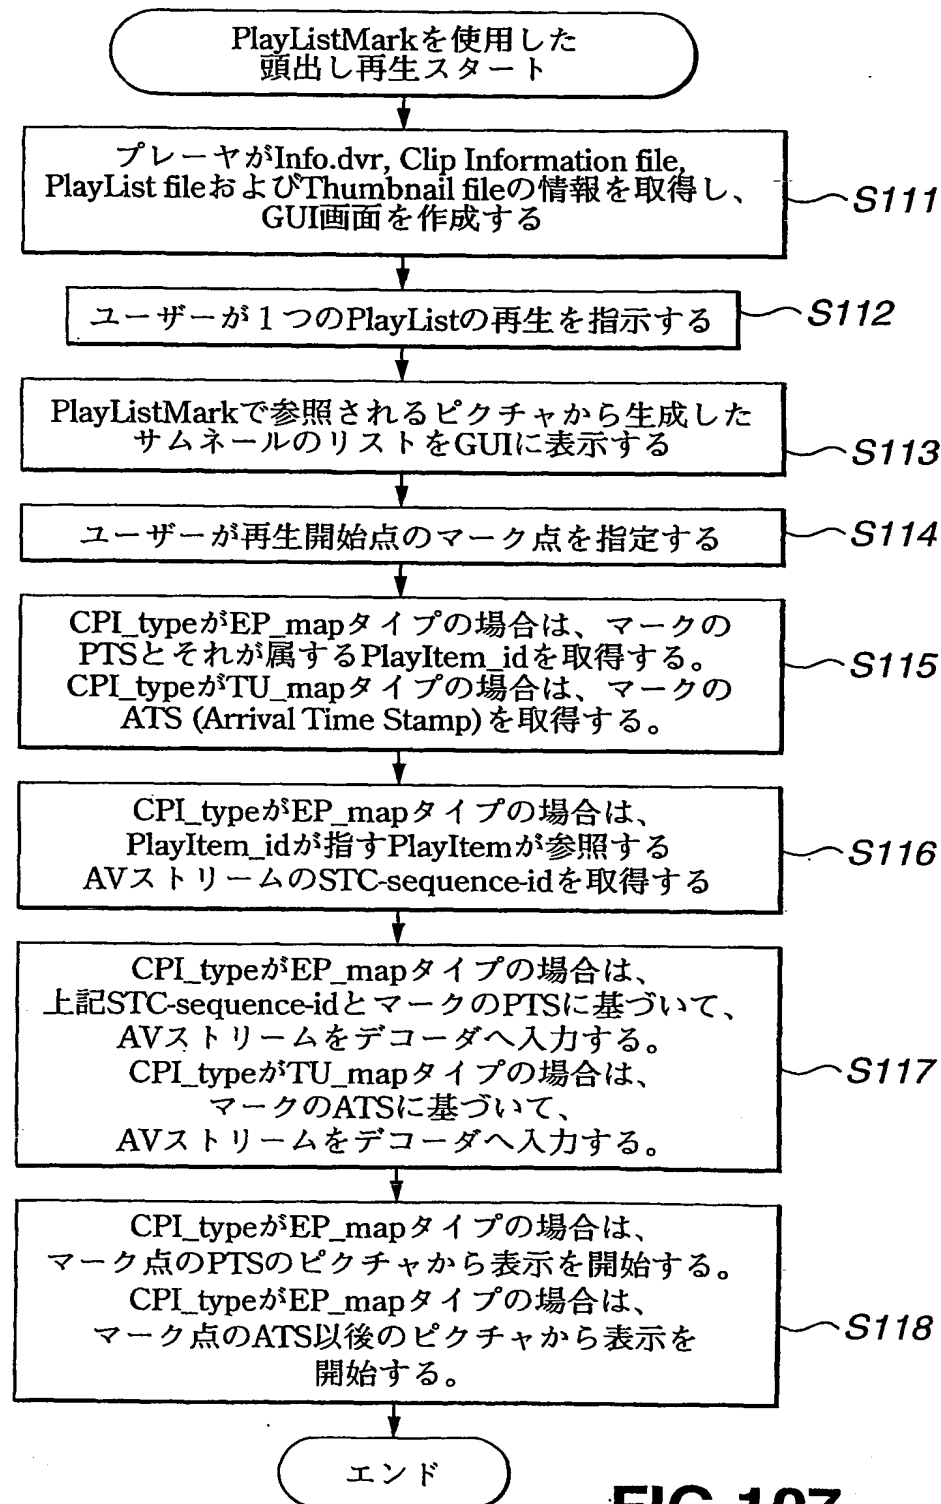 PlayListMarkを使用した
頭出し再生スタート
プレーヤがInfo.dvr, Clip Information file,
PlayList fileおよびThumbnail fileの情報を取得し、
GUI画面を作成する
S111
ユーザーが1つのPlayListの再生を指示する
S112
PlayListMarkで参照されるピクチャから生成した
サムネールのリストをGUIに表示する
S113
ユーザーが再生開始点のマーク点を指定する
S114
CPI_typeがEP_mapタイプの場合は、マークの
PTSとそれが属するPlayItem_idを取得する。
CPI_typeがTU_mapタイプの場合は、マークの
ATS (Arrival Time Stamp)を取得する。
S115
CPI_typeがEP_mapタイプの場合は、
PlayItem_idが指すPlayItemが参照する
AVストリームのSTC-sequence-idを取得する
S116
CPI_typeがEP_mapタイプの場合は、
上記STC-sequence-idとマークのPTSに基づいて、
AVストリームをデコーダへ入力する。
CPI_typeがTU_mapタイプの場合は、
マークのATSに基づいて、
AVストリームをデコーダへ入力する。
S117
CPI_typeがEP_mapタイプの場合は、
マーク点のPTSのピクチャから表示を開始する。
CPI_typeがEP_mapタイプの場合は、
マーク点のATS以後のピクチャから表示を
開始する。
S118
エンド